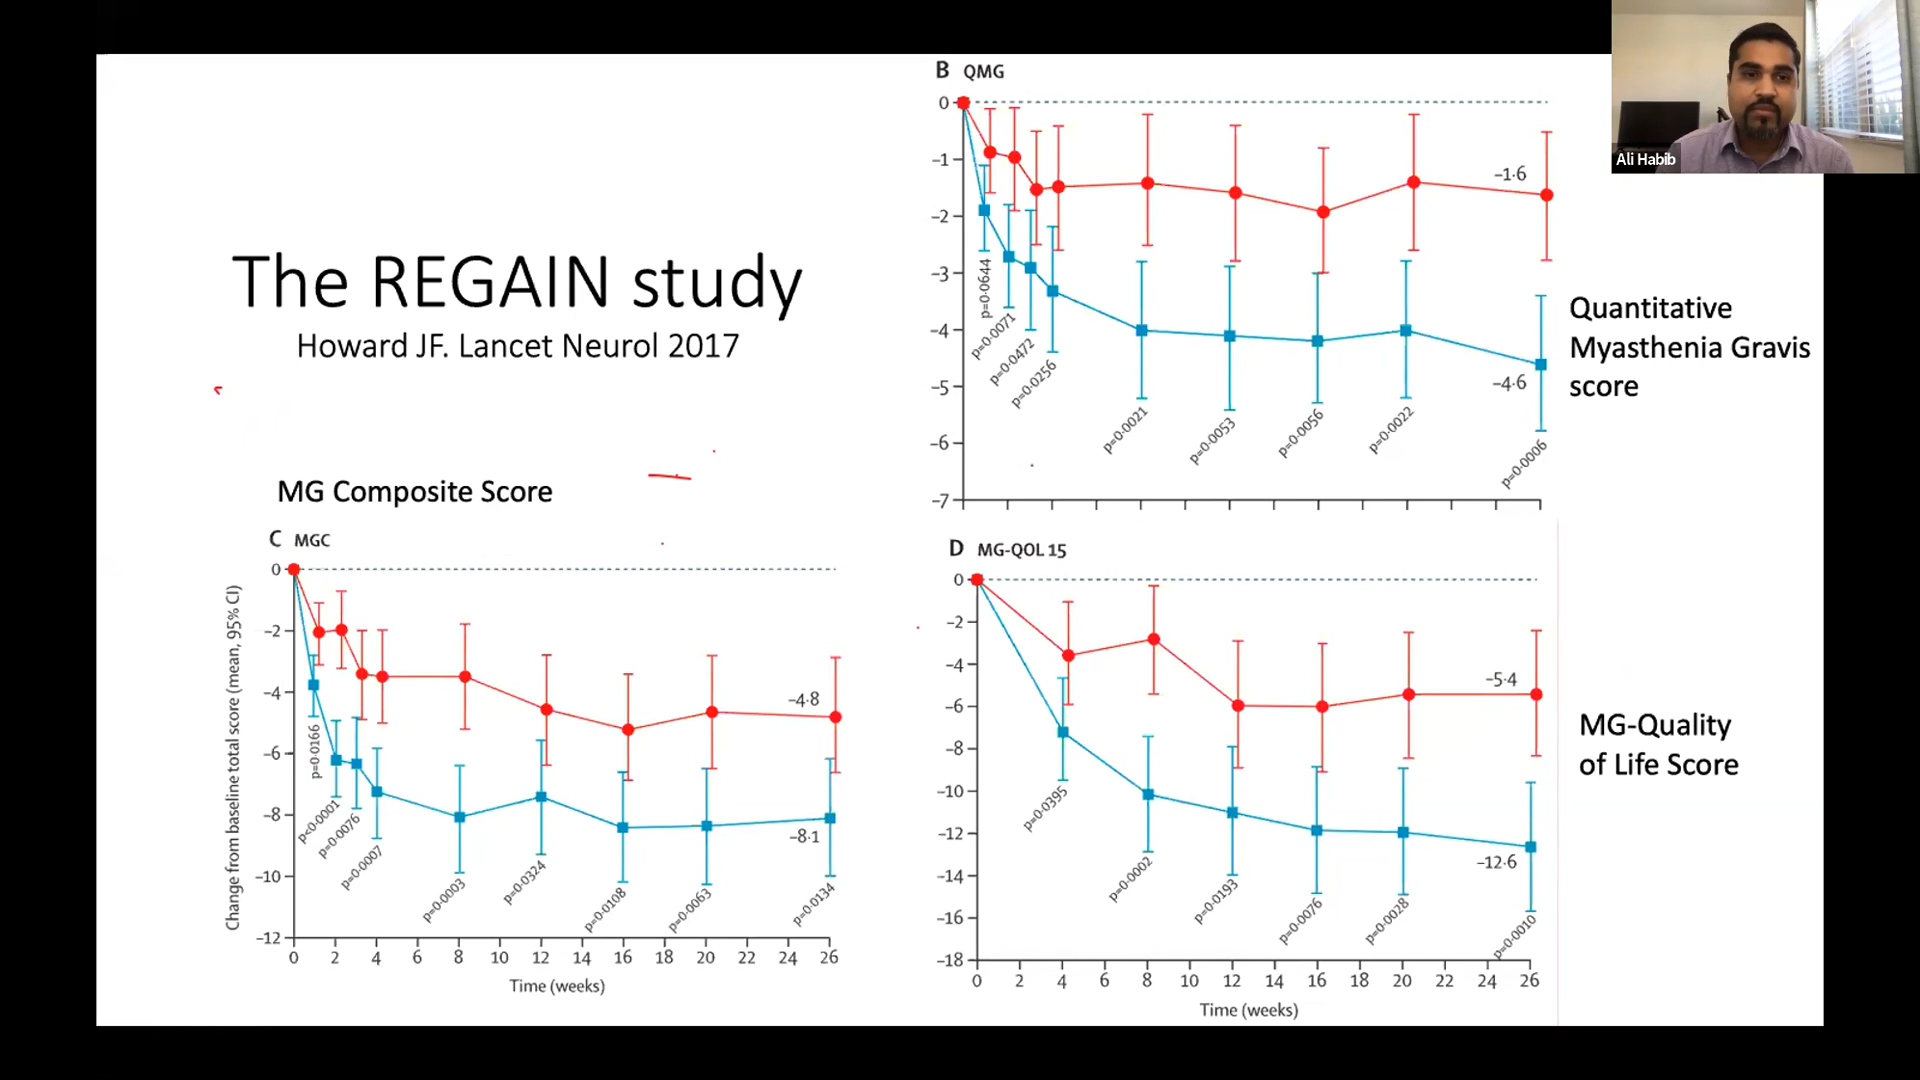 The REGAIN study
Howard JF. Lancet Neurol 2017
B QMG
0
−1
−2
−3
−4
−5
−6
−7
−1·6
−4·6
p=0·0644
p=0·0071
p=0·0472
p=0·0256
p=0·0021
p=0·0053
p=0·0056
p=0·0022
p=0·0006
Quantitative
Myasthenia Gravis
score
Ali Habib
MG Composite Score
C MGC
Change from baseline total score (mean, 95% CI)
0
−2
−4
−6
−8
−10
−12
−4·8
−8·1
p=0·0166
p<0·0001
p=0·0076
p=0·0007
p=0·0003
p=0·0324
p=0·0108
p=0·0063
p=0·0134
0 2 4 6 8 10 12 14 16 18 20 22 24 26
Time (weeks)
D MG-QOL 15
0
−2
−4
−6
−8
−10
−12
−14
−16
−18
−5·4
−12·6
p=0·0395
p=0·0002
p=0·0193
p=0·0076
p=0·0028
p=0·0010
0 2 4 6 8 10 12 14 16 18 20 22 24 26
Time (weeks)
MG-Quality
of Life Score